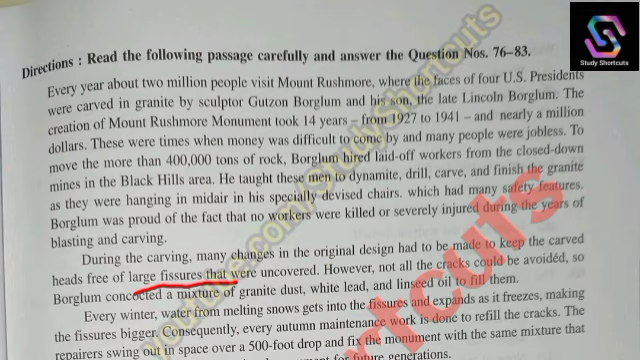 Study Shortcuts
Directions : Read the following passage carefully and answer the Question Nos. 76–83.
Every year about two million people visit Mount Rushmore, where the faces of four U.S. Presidents
were carved in granite by sculptor Gutzon Borglum and his son, the late Lincoln Borglum. The
creation of Mount Rushmore Monument took 14 years – from 1927 to 1941 – and nearly a million
dollars. These were times when money was difficult to come by and many people were jobless. To
move the more than 400,000 tons of rock, Borglum hired laid-off workers from the closed-down
mines in the Black Hills area. He taught these men to dynamite, drill, carve, and finish the granite
as they were hanging in midair in his specially devised chairs. which had many safety features.
Borglum was proud of the fact that no workers were killed or severely injured during the years of
blasting and carving.
During the carving, many changes in the original design had to be made to keep the carved
heads free of large fissures that were uncovered. However, not all the cracks could be avoided, so
Borglum concocted a mixture of granite dust, white lead, and linseed oil to fill them.
Every winter, water from melting snows gets into the fissures and expands as it freezes, making
the fissures bigger. Consequently, every autumn maintenance work is done to refill the cracks. The
repairers swing out in space over a 500-foot drop and fix the monument with the same mixture that
for future generations.